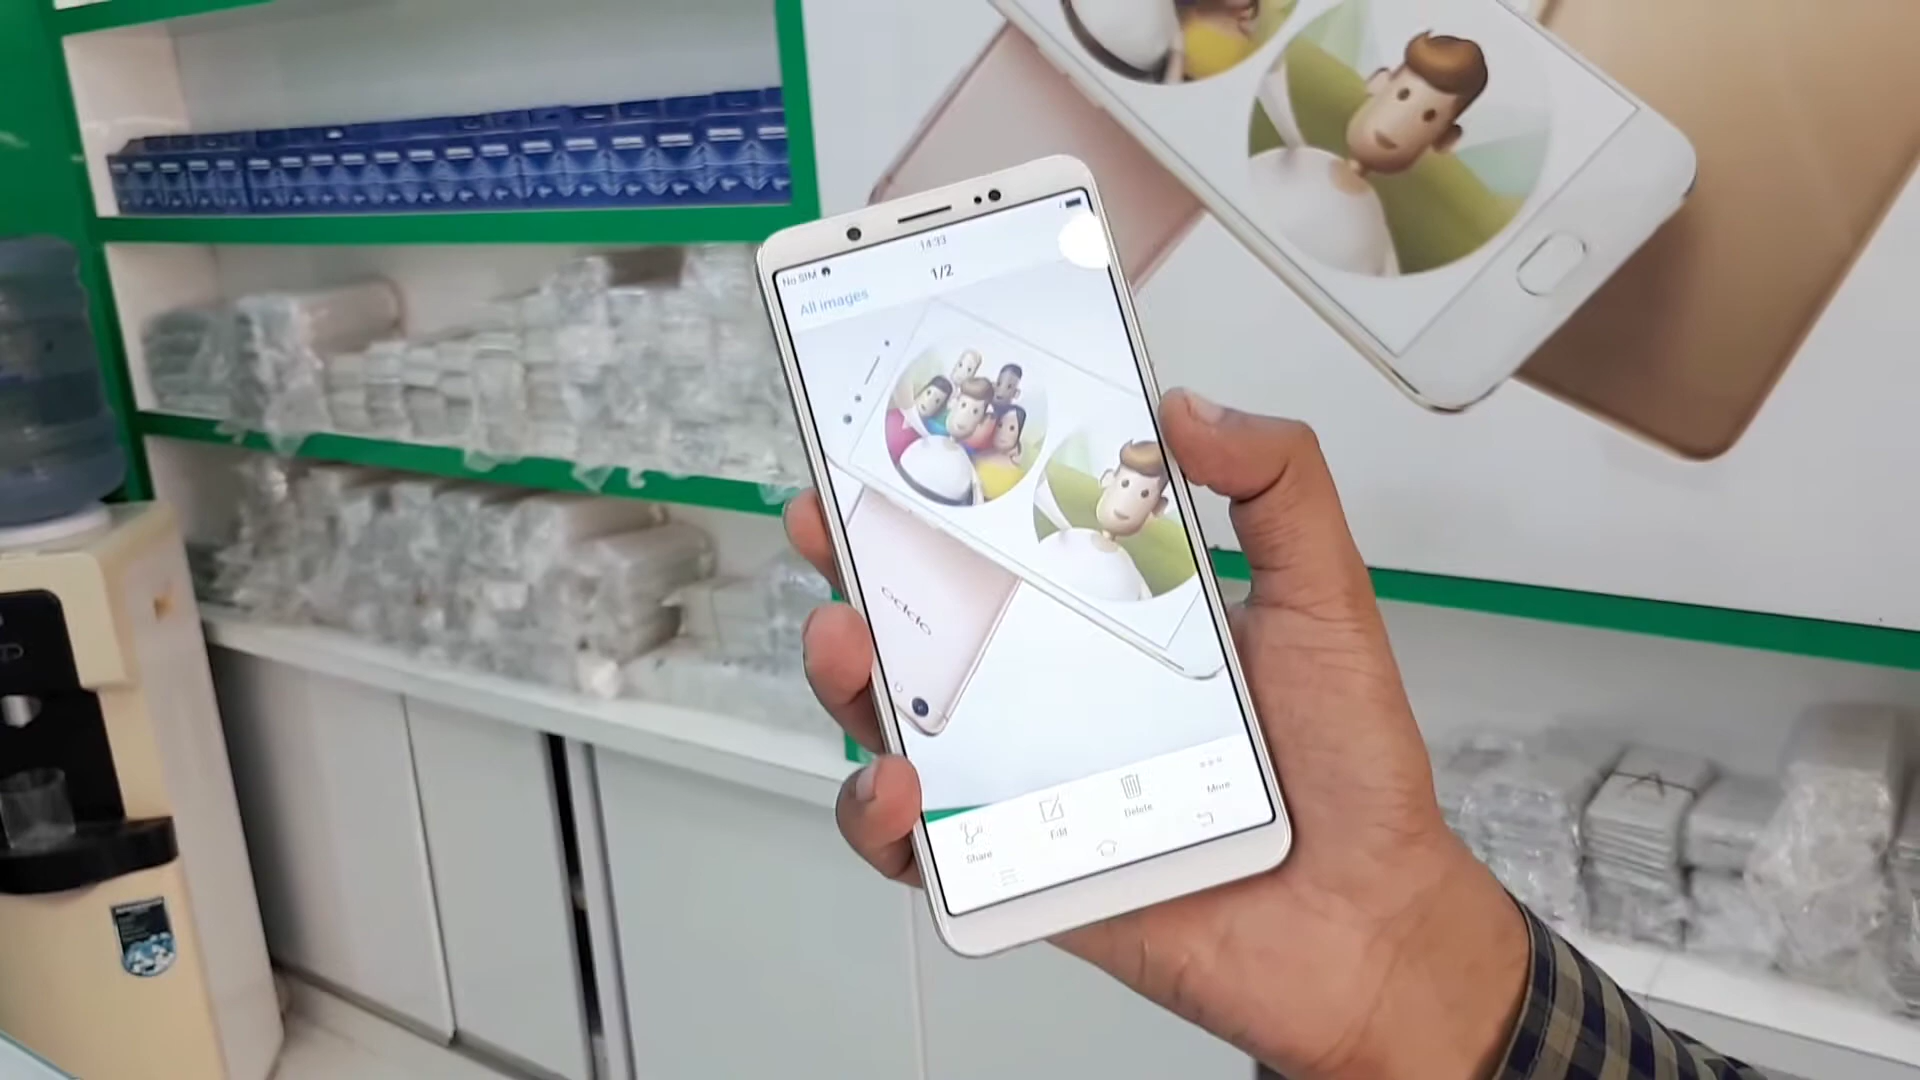 14:33
No SIM
1/2
All images
oppo
Share
Edit
Delete
More